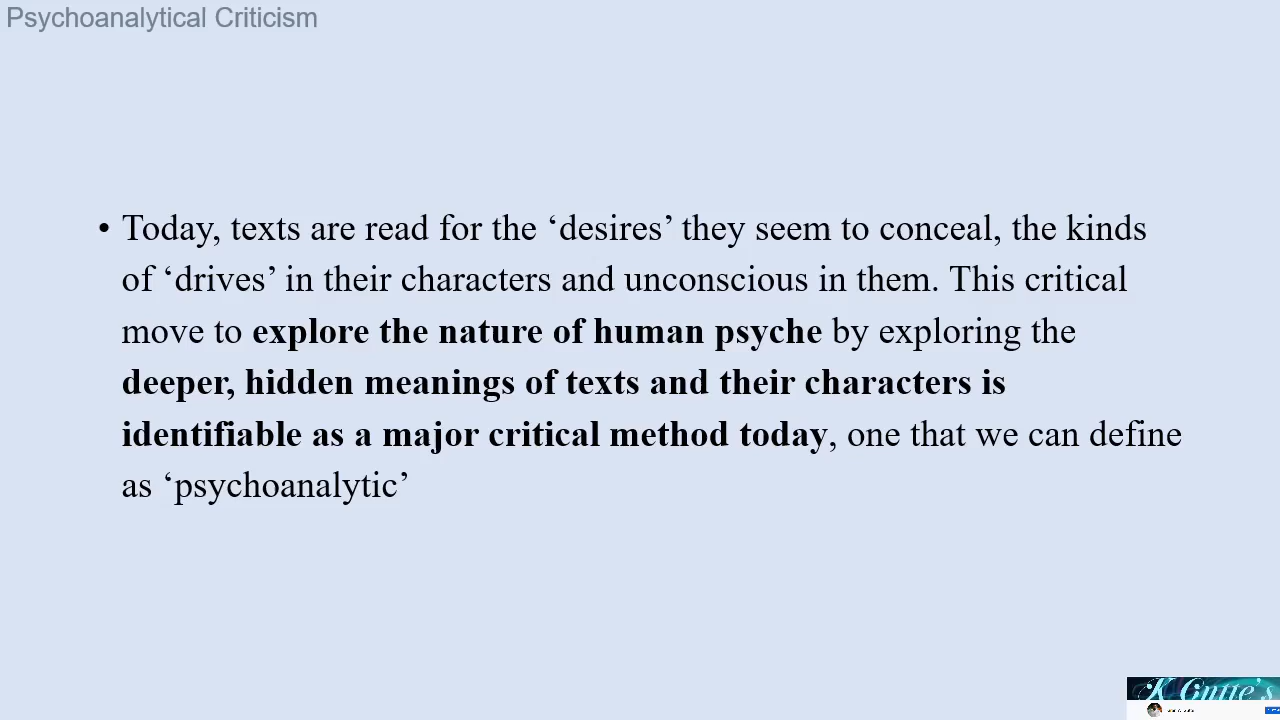 Psychoanalytical Criticism
• Today, texts are read for the ‘desires’ they seem to conceal, the kinds
of ‘drives’ in their characters and unconscious in them. This critical
move to explore the nature of human psyche by exploring the
deeper, hidden meanings of texts and their characters is
identifiable as a major critical method today, one that we can define
as ‘psychoanalytic’